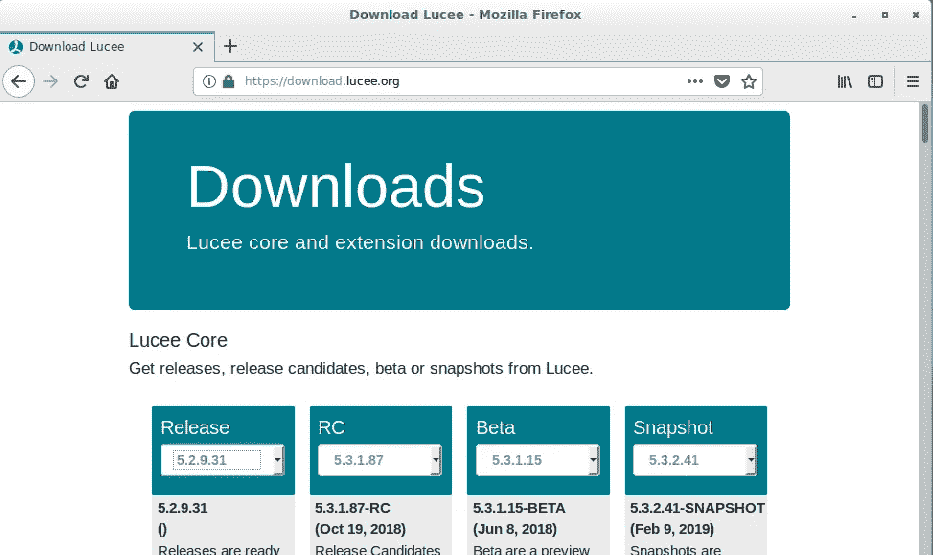 Download Lucee - Mozilla Firefox
Download Lucee
https://download.lucee.org
Downloads
Lucee core and extension downloads.
Lucee Core
Get releases, release candidates, beta or snapshots from Lucee.
Release RC Beta Snapshot
5.2.9.31 5.3.1.87 5.3.1.15 5.3.2.41
5.2.9.31 5.3.1.87-RC 5.3.1.15-BETA 5.3.2.41-SNAPSHOT
() (Oct 19, 2018) (Jun 8, 2018) (Feb 9, 2019)
Releases are ready Release Candidates Beta are a preview Snapshots are